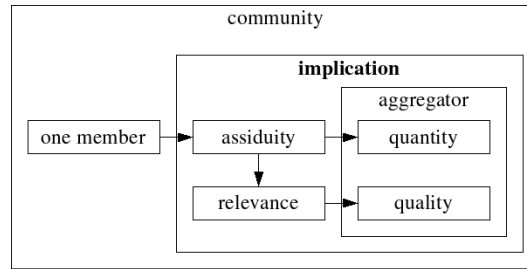 community
implication
aggregator
one member
assiduity
quantity
relevance
quality